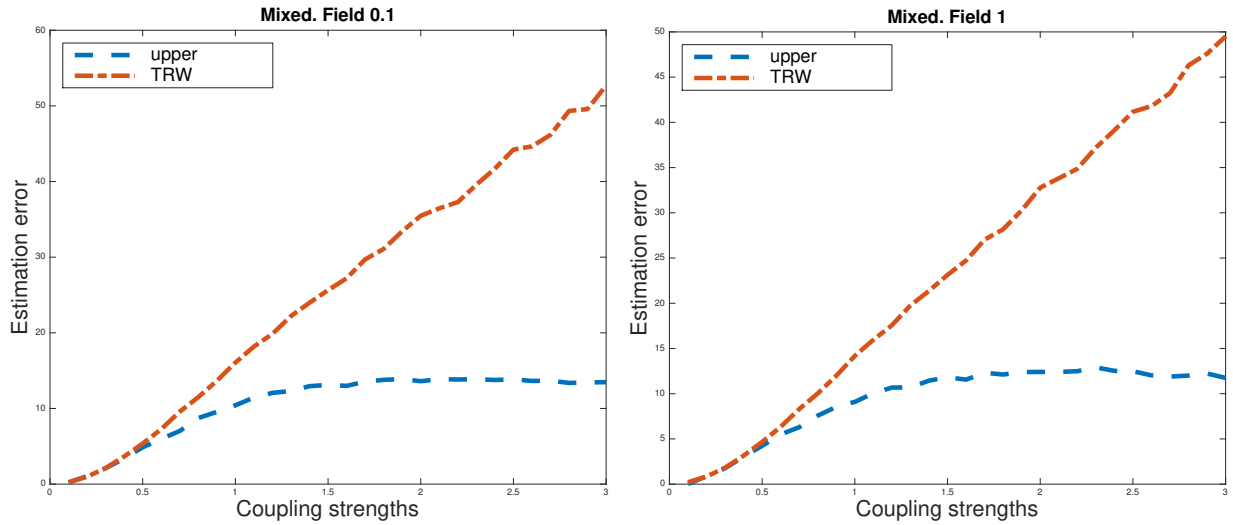 Mixed. Field 0.1
60
50
40
30
20
10
0
upper
TRW
Estimation error
0 0.5 1 1.5 2 2.5 3
Coupling strengths
Mixed. Field 1
50
45
40
35
30
25
20
15
10
5
0
upper
TRW
Estimation error
0 0.5 1 1.5 2 2.5 3
Coupling strengths